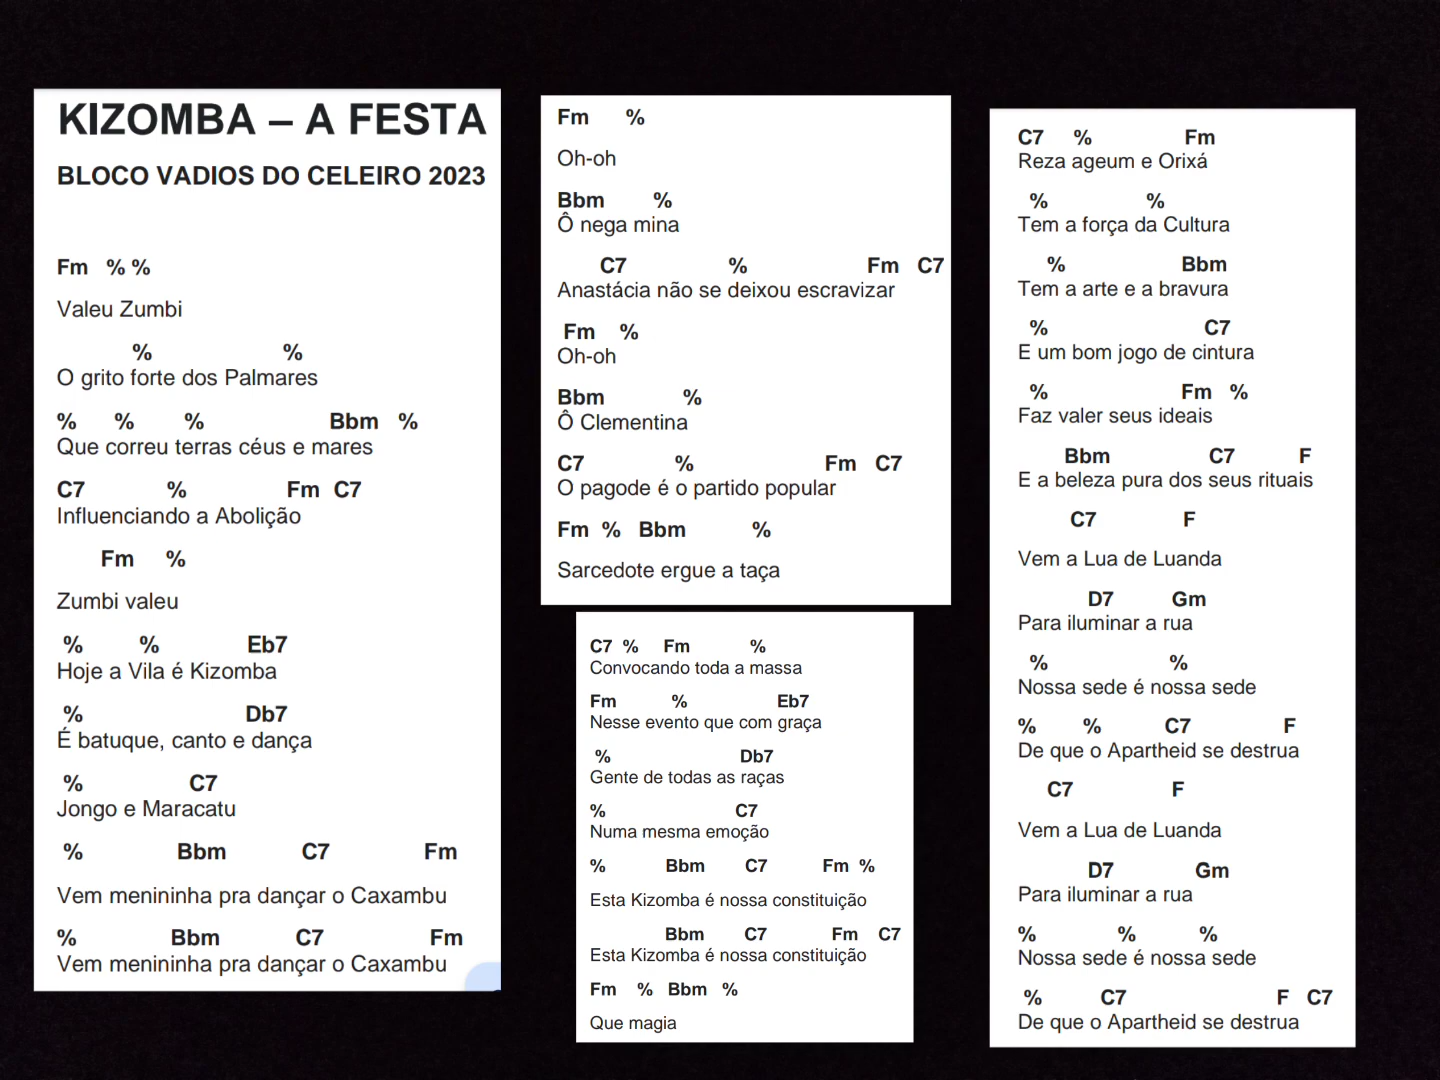 KIZOMBA – A FESTA
BLOCO VADIOS DO CELEIRO 2023
Fm % %
Valeu Zumbi
% %
O grito forte dos Palmares
% % % Bbm %
Que correu terras céus e mares
C7 % Fm C7
Influenciando a Abolição
Fm %
Zumbi valeu
% % Eb7
Hoje a Vila é Kizomba
% Db7
É batuque, canto e dança
% C7
Jongo e Maracatu
% Bbm C7 Fm
Vem menininha pra dançar o Caxambu
% Bbm C7 Fm
Vem menininha pra dançar o Caxambu
Fm %
Oh-oh
Bbm %
Ô nega mina
C7 % Fm C7
Anastácia não se deixou escravizar
Fm %
Oh-oh
Bbm %
Ô Clementina
C7 % Fm C7
O pagode é o partido popular
Fm % Bbm %
Sarcedote ergue a taça
C7 % Fm %
Convocando toda a massa
Fm % Eb7
Nesse evento que com graça
% Db7
Gente de todas as raças
% C7
Numa mesma emoção
% Bbm C7 Fm %
Esta Kizomba é nossa constituição
Bbm C7 Fm C7
Esta Kizomba é nossa constituição
Fm % Bbm %
Que magia
C7 % Fm
Reza ageum e Orixá
% %
Tem a força da Cultura
% Bbm
Tem a arte e a bravura
% C7
E um bom jogo de cintura
% Fm %
Faz valer seus ideais
Bbm C7 F
E a beleza pura dos seus rituais
C7 F
Vem a Lua de Luanda
D7 Gm
Para iluminar a rua
% %
Nossa sede é nossa sede
% % C7 F
De que o Apartheid se destrua
C7 F
Vem a Lua de Luanda
D7 Gm
Para iluminar a rua
% % %
Nossa sede é nossa sede
% C7 F C7
De que o Apartheid se destrua